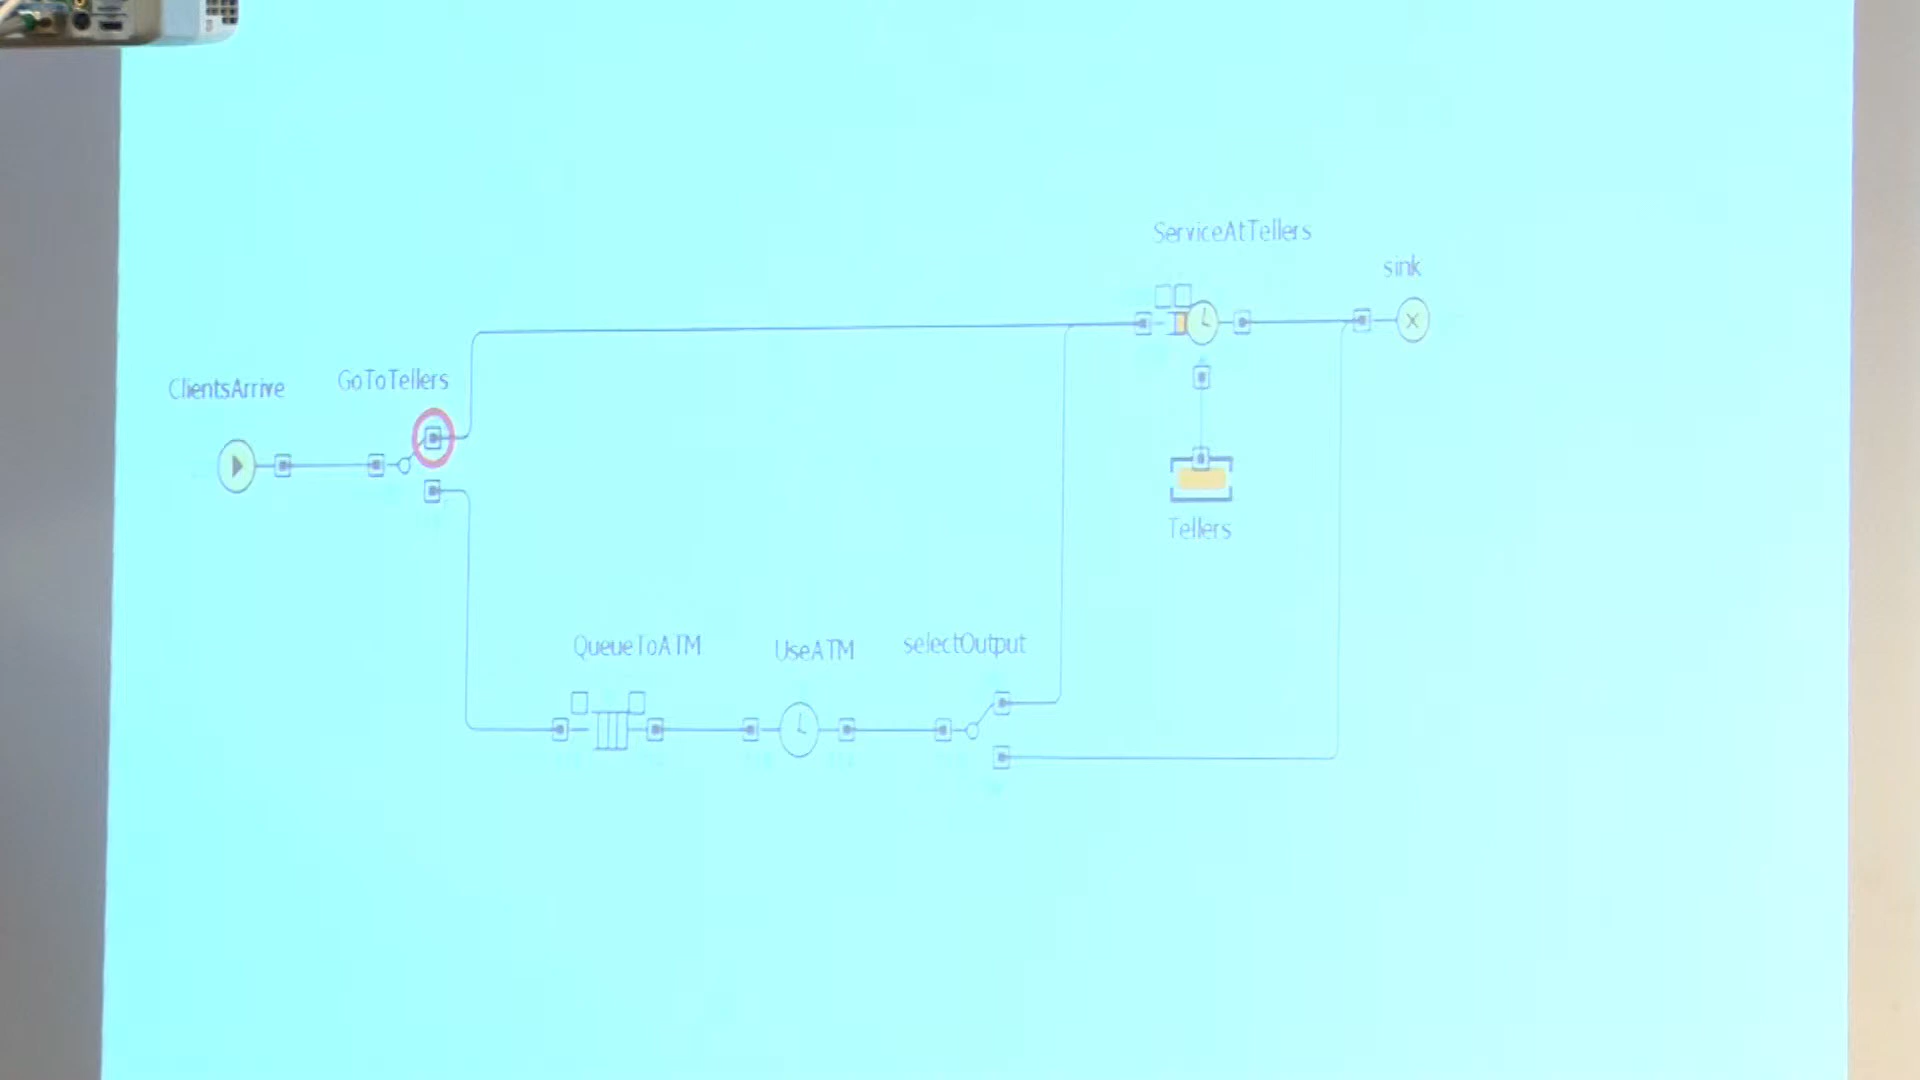 ServiceAtTellers
sink
ClientsArrive
GoToTellers
Tellers
QueueToATM
UseATM
selectOutput